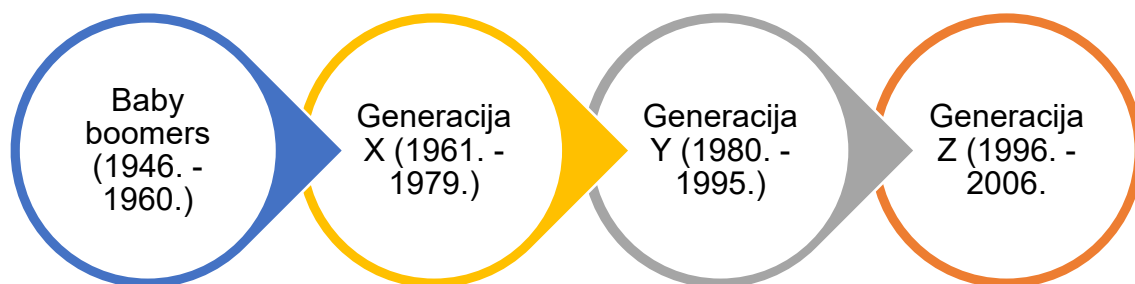 Baby
boomers
(1946. -
1960.)
Generacija
X (1961. -
1979.)
Generacija
Y (1980. -
1995.)
Generacija
Z (1996. -
2006.